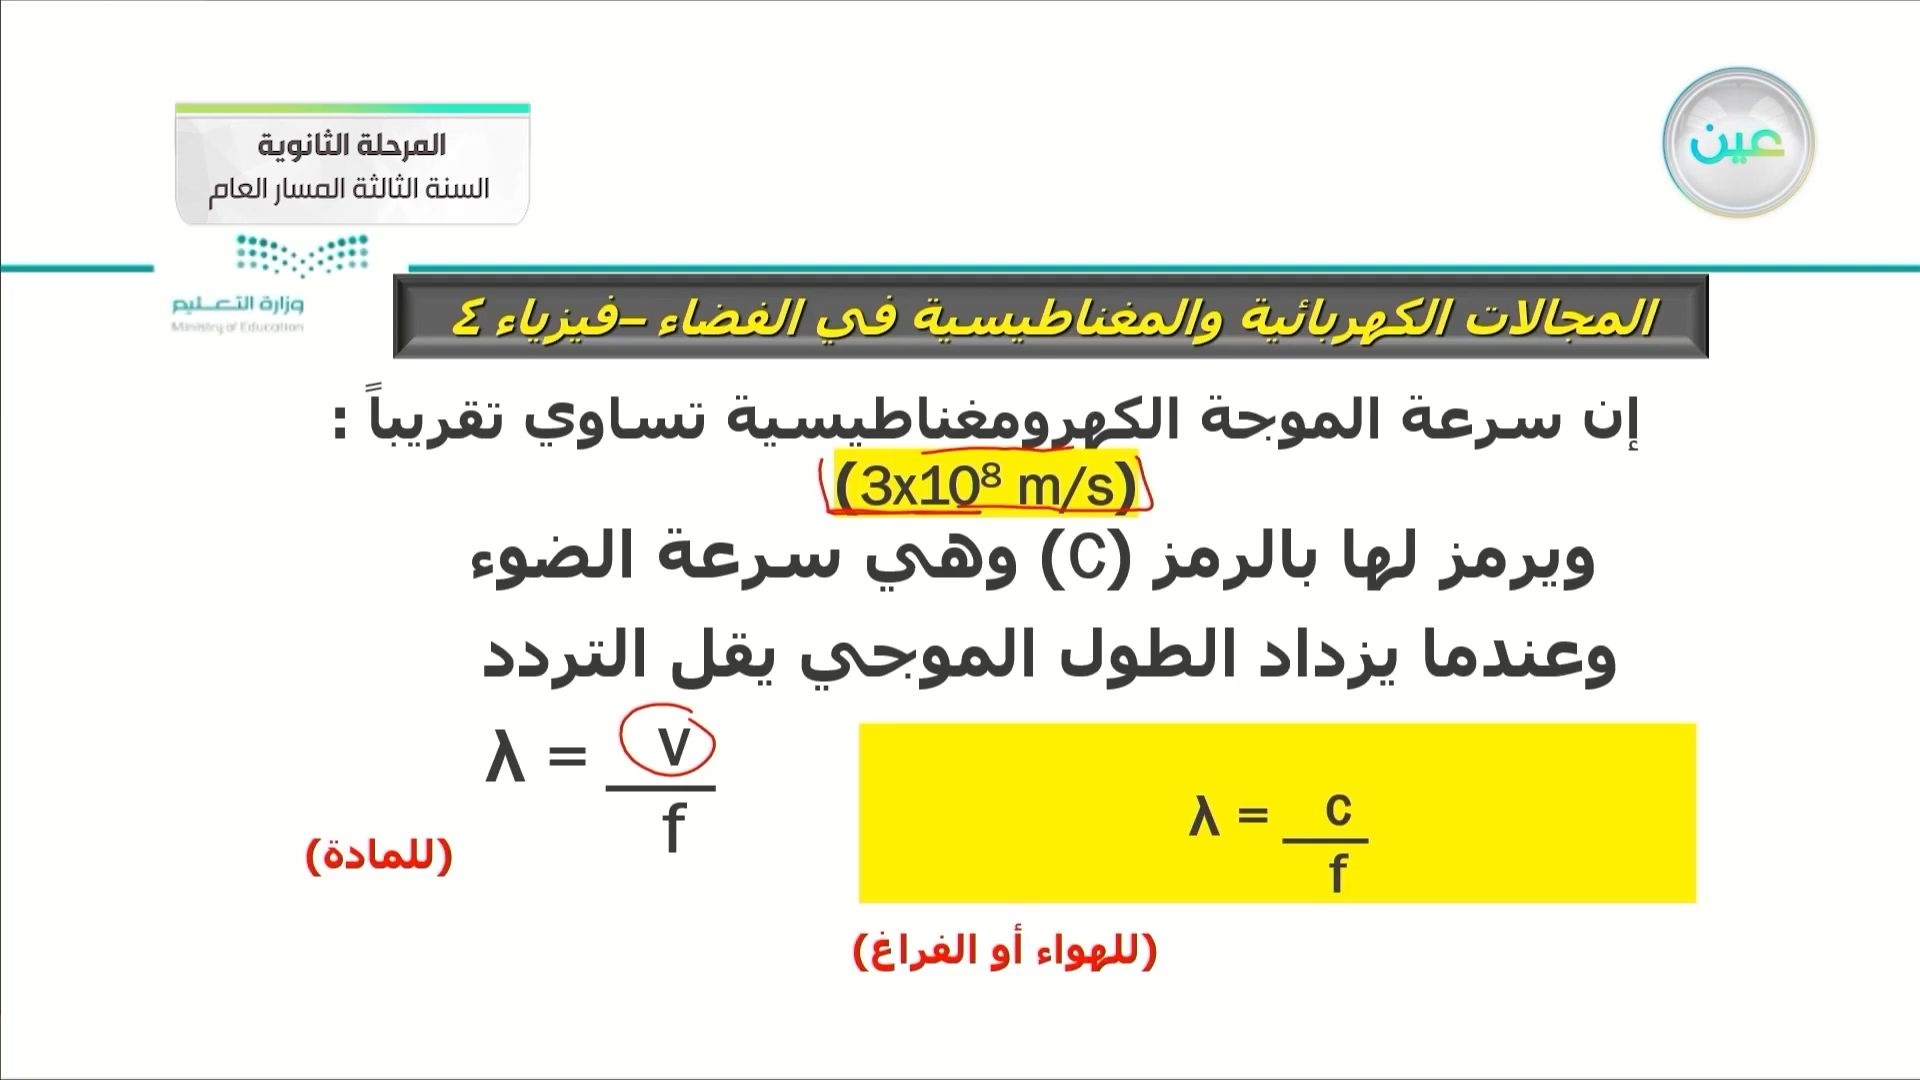 عين
المرحلة الثانوية
السنة الثالثة المسار العام
وزارة التعـليم
Ministry of Education
المجالات الكهربائية والمغناطيسية في الفضاء –فيزياء ٤
إن سرعة الموجة الكهرومغناطيسية تساوي تقريباً :
(3x10⁸ m/s)
ويرمز لها بالرمز (C) وهي سرعة الضوء
وعندما يزداد الطول الموجي يقل التردد
λ = c
f
(للهواء أو الفراغ)
λ = v
f
(للمادة)